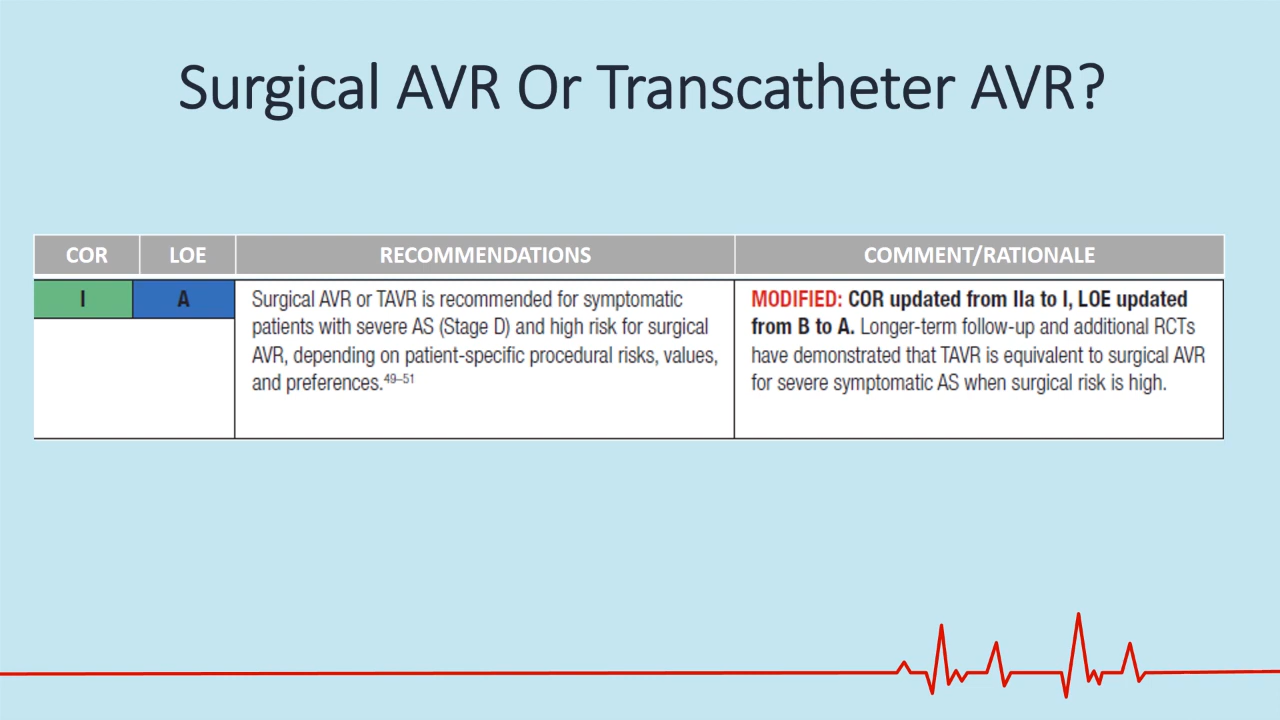 Surgical AVR Or Transcatheter AVR?
COR LOE RECOMMENDATIONS COMMENT/RATIONALE
I A
Surgical AVR or TAVR is recommended for symptomatic
patients with severe AS (Stage D) and high risk for surgical
AVR, depending on patient-specific procedural risks, values,
and preferences.49–51
MODIFIED: COR updated from IIa to I, LOE updated
from B to A. Longer-term follow-up and additional RCTs
have demonstrated that TAVR is equivalent to surgical AVR
for severe symptomatic AS when surgical risk is high.